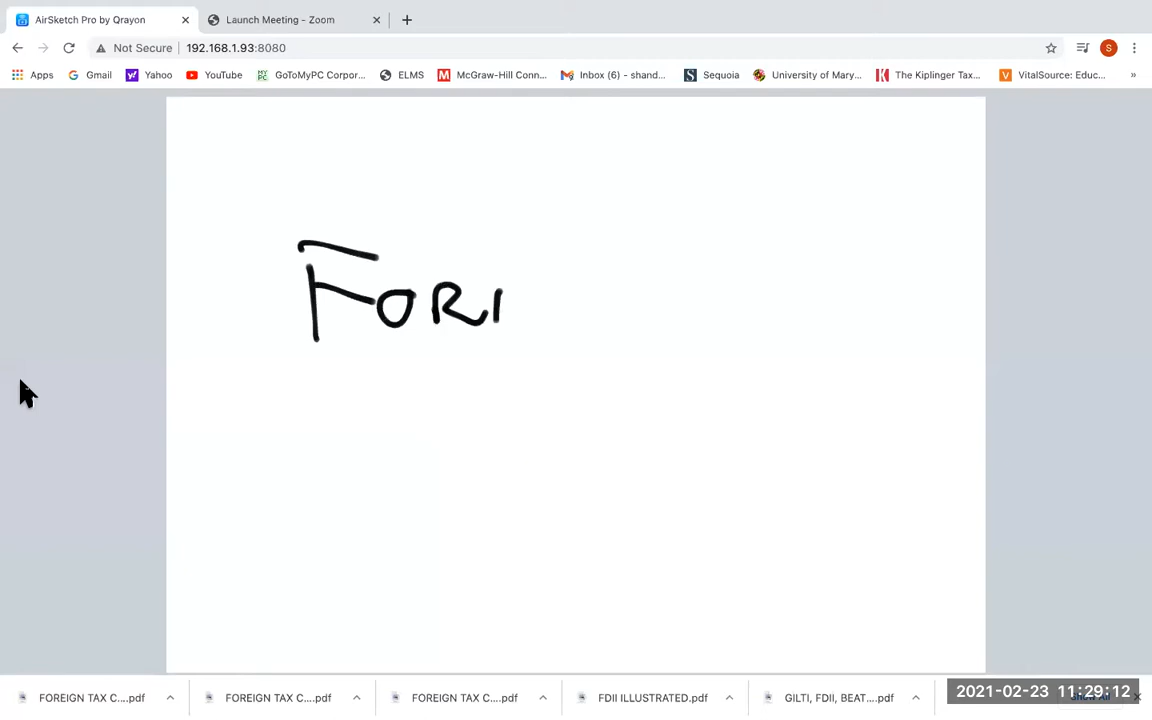 AirSketch Pro by Qrayon
Launch Meeting - Zoom
Not Secure 192.168.1.93:8080
S
Apps Gmail Yahoo YouTube GoToMyPC Corpor... ELMS McGraw-Hill Conn... Inbox (6) - shand... Sequoia University of Mary... The Kiplinger Tax... VitalSource: Educ... »
FORI
FOREIGN TAX C....pdf FOREIGN TAX C....pdf FOREIGN TAX C....pdf FDII ILLUSTRATED.pdf GILTI, FDII, BEAT....pdf 2021-02-23 11:29:12